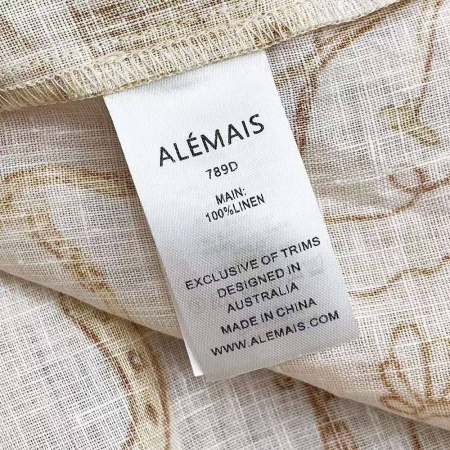 ALÉMAIS
789D
MAIN:
100%LINEN
EXCLUSIVE OF TRIMS
DESIGNED IN
AUSTRALIA
MADE IN CHINA
WWW.ALEMAIS.COM